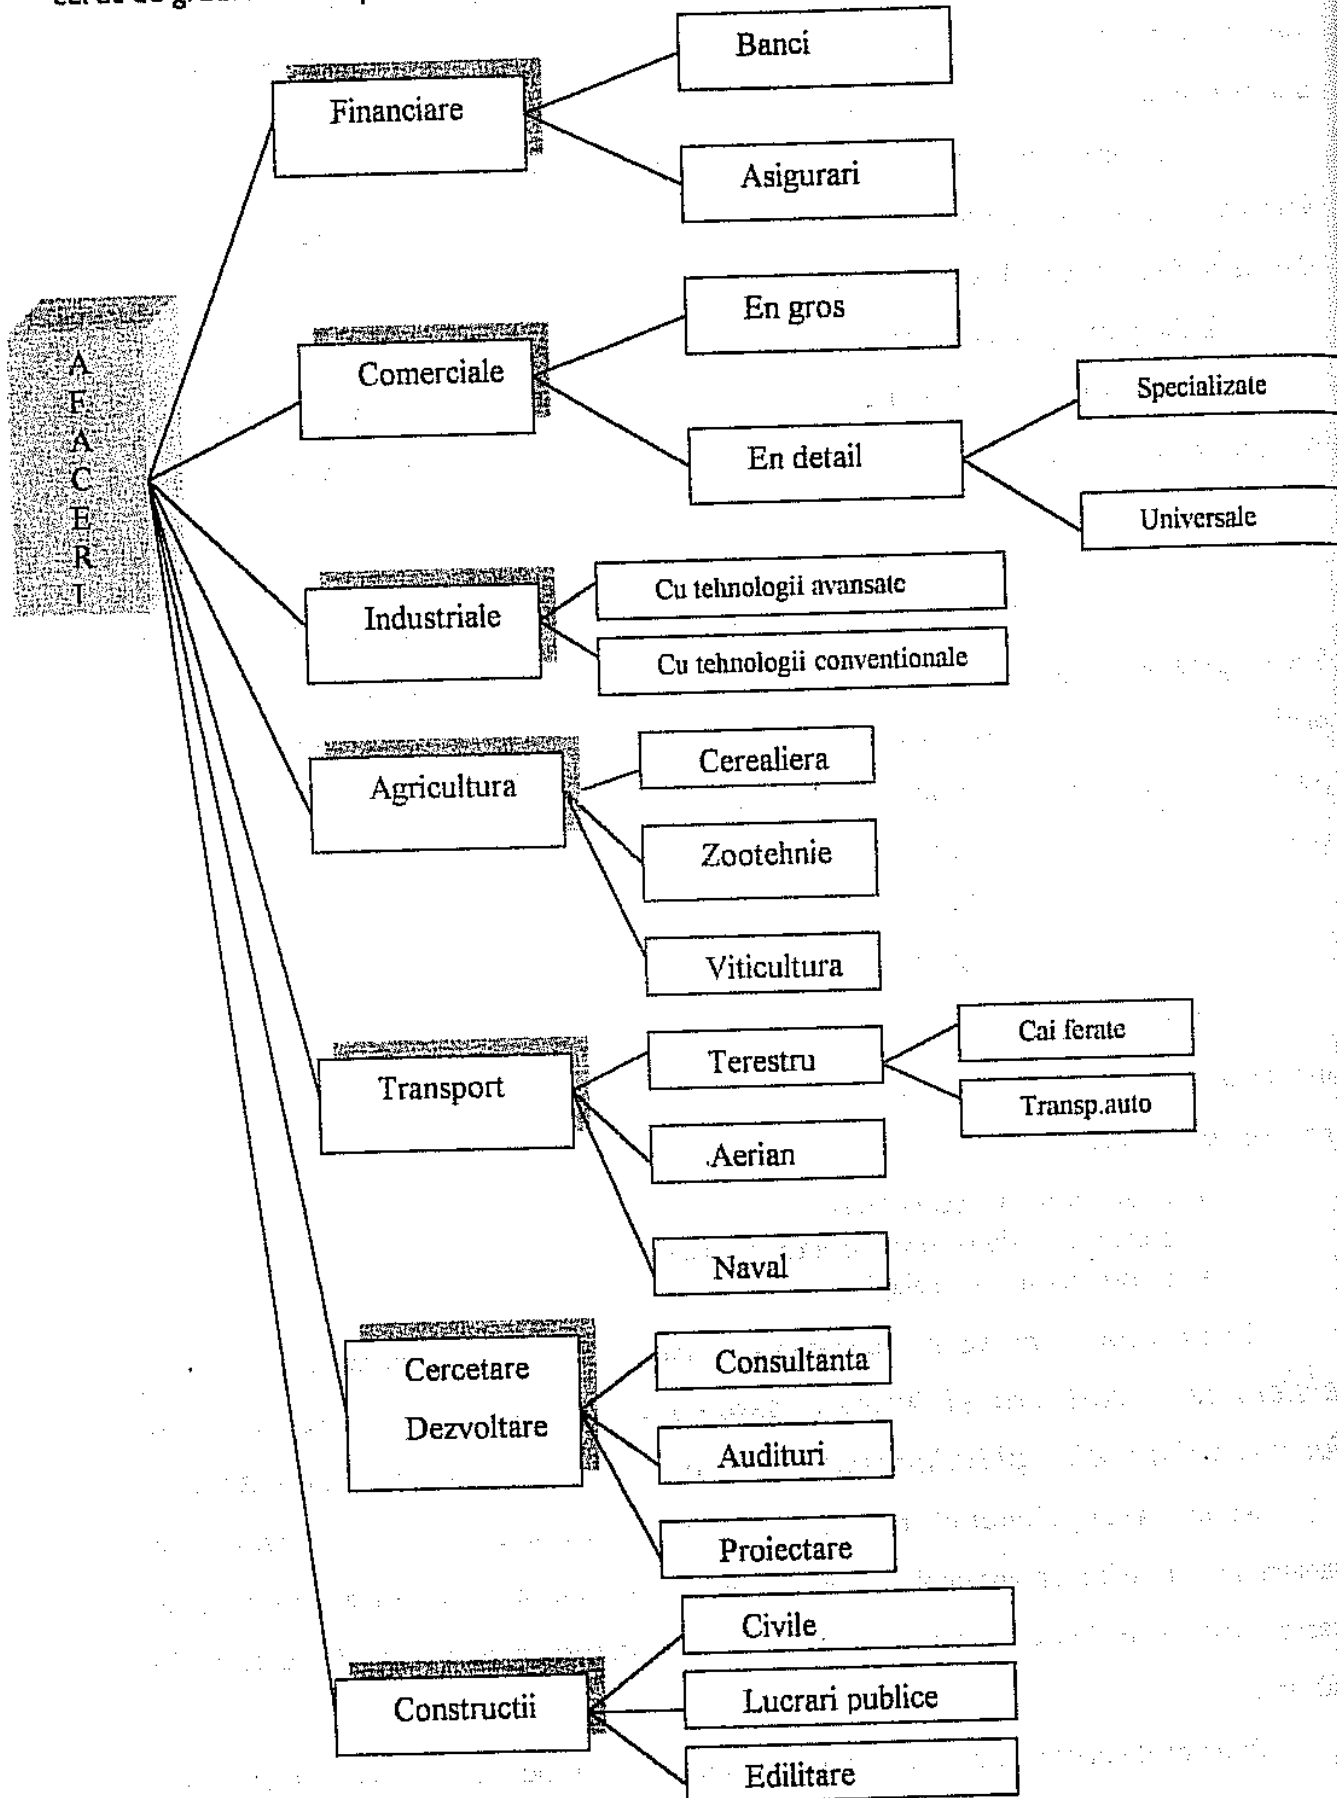 AFACERI
Financiare
Banci
Asigurari
Comerciale
En gros
En detail
Specializate
Universale
Industriale
Cu tehnologii avansate
Cu tehnologii conventionale
Agricultura
Cerealiera
Zootehnie
Viticultura
Transport
Terestru
Cai ferate
Transp.auto
Aerian
Naval
Cercetare
Dezvoltare
Consultanta
Audituri
Proiectare
Constructii
Civile
Lucrari publice
Edilitare